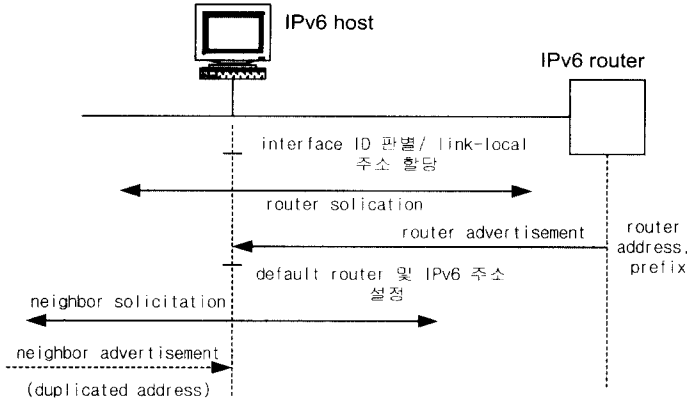 IPv6 host
IPv6 router
interface ID 판별/ link-local
주소 할당
router solication
router advertisement
router
address,
prefix
default router 및 IPv6 주소
설정
neighbor solicitation
neighbor advertisement
(duplicated address)